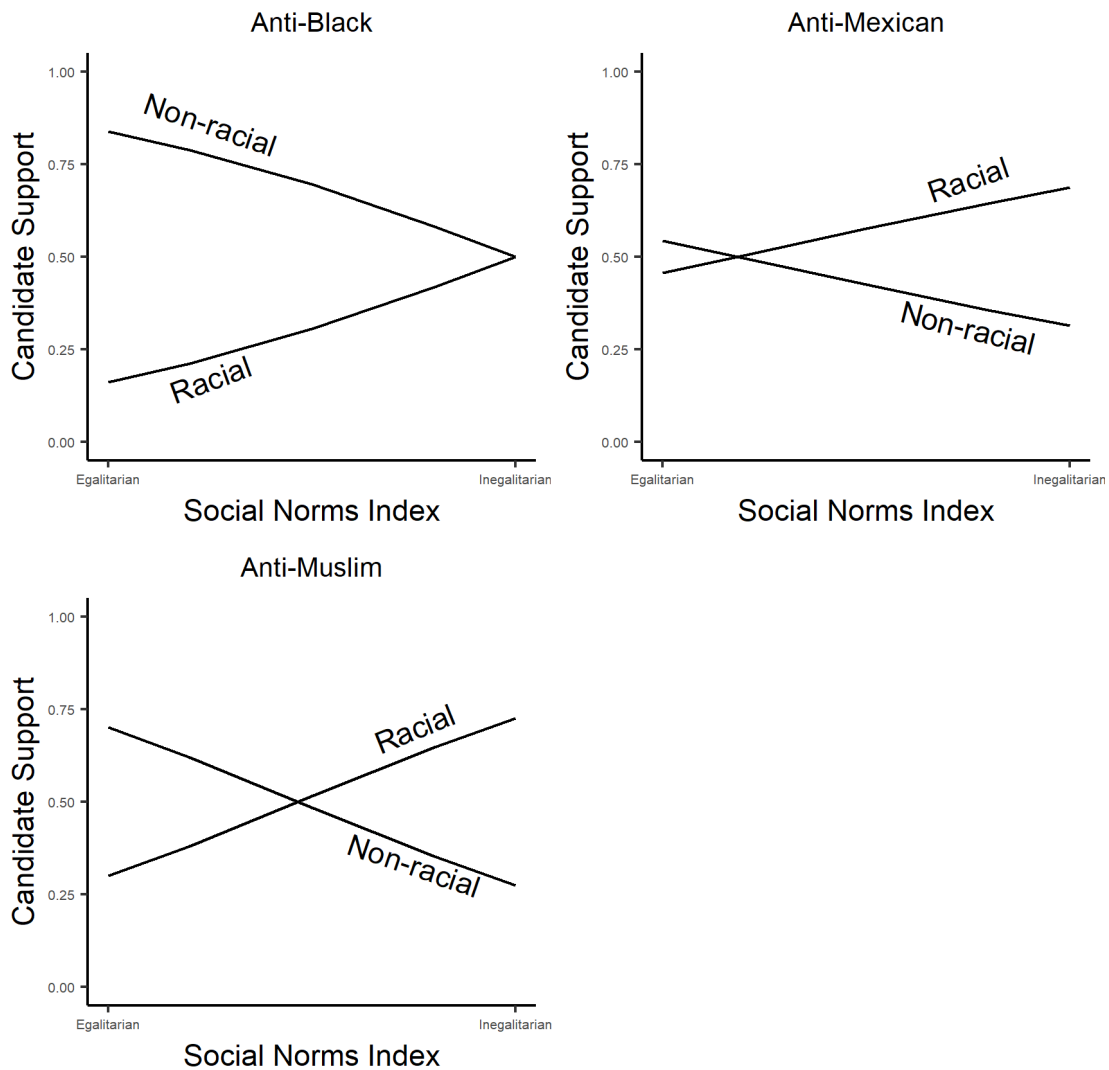 Anti-Black
1.00
Non-racial
0.75
Candidate Support
0.50
0.25
Racial
0.00
Egalitarian
Inegalitarian
Social Norms Index
Anti-Mexican
1.00
0.75
Racial
Candidate Support
0.50
Non-racial
0.25
0.00
Egalitarian
Inegalitarian
Social Norms Index
Anti-Muslim
1.00
0.75
Racial
Candidate Support
0.50
Non-racial
0.25
0.00
Egalitarian
Inegalitarian
Social Norms Index